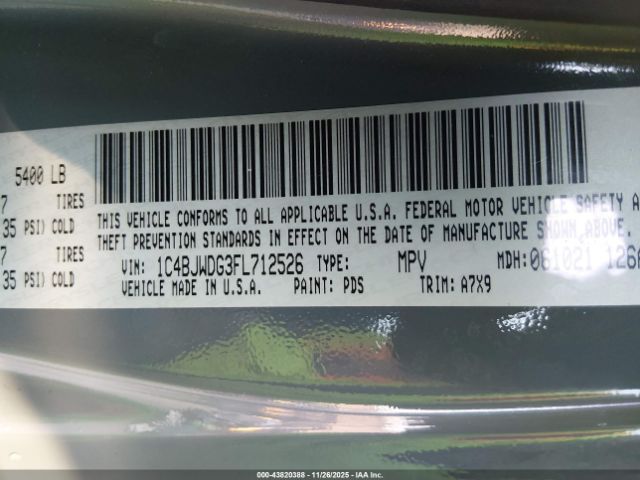 5400 LB
7 TIRES
35 PSI) COLD
7 TIRES
35 PSI) COLD
THIS VEHICLE CONFORMS TO ALL APPLICABLE U.S.A. FEDERAL MOTOR VEHICLE SAFETY A
THEFT PREVENTION STANDARDS IN EFFECT ON THE DATE OF MANUFACTURE SHOWN ABOVE.
VIN: 1C4BJWDG3FL712526 TYPE: MPV MDH: 061021 126A
VEHICLE MADE IN U.S.A. PAINT: PDS TRIM: A7X9
000-43820388 | 11/26/2025 | IAA Inc.